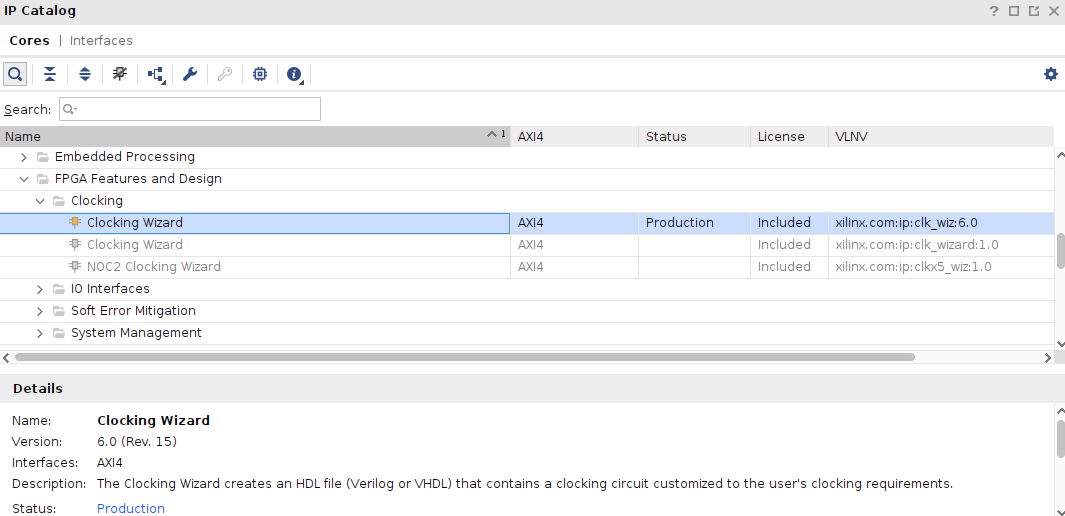 IP Catalog
Cores | Interfaces
Search:
Name 1 AXI4 Status License VLNV
Embedded Processing
FPGA Features and Design
Clocking
Clocking Wizard AXI4 Production Included xilinx.com:ip:clk_wiz:6.0
Clocking Wizard AXI4 Included xilinx.com:ip:clk_wizard:1.0
NOC2 Clocking Wizard AXI4 Included xilinx.com:ip:clkx5_wiz:1.0
IO Interfaces
Soft Error Mitigation
System Management
Details
Name: Clocking Wizard
Version: 6.0 (Rev. 15)
Interfaces: AXI4
Description: The Clocking Wizard creates an HDL file (Verilog or VHDL) that contains a clocking circuit customized to the user's clocking requirements.
Status: Production